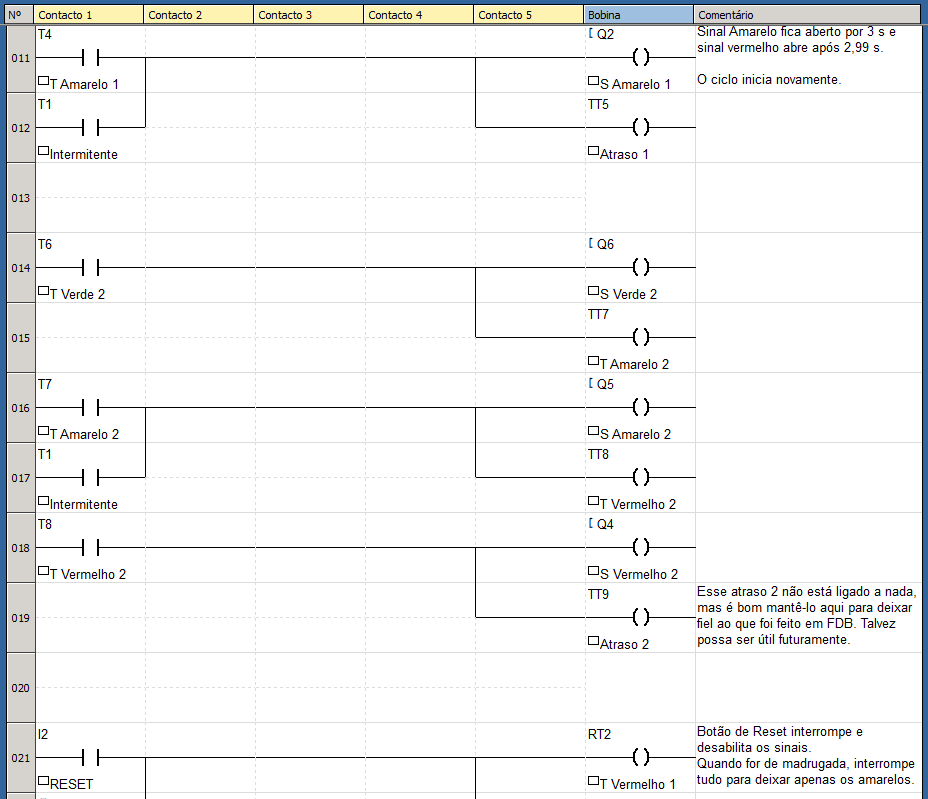 Nº Contacto 1 Contacto 2 Contacto 3 Contacto 4 Contacto 5 Bobina Comentário
T4 [ Q2 Sinal Amarelo fica aberto por 3 s e
011 ( ) sinal vermelho abre após 2,99 s.
T Amarelo 1 S Amarelo 1 O ciclo inicia novamente.
T1 TT5
012 ( )
Intermitente Atraso 1
013
T6 [ Q6
014 ( )
T Verde 2 S Verde 2
TT7
015 ( )
T Amarelo 2
T7 [ Q5
016 ( )
T Amarelo 2 S Amarelo 2
T1 TT8
017 ( )
Intermitente T Vermelho 2
T8 [ Q4
018 ( )
T Vermelho 2 S Vermelho 2
TT9 Esse atraso 2 não está ligado a nada,
mas é bom mantê-lo aqui para deixar
019 ( ) fiel ao que foi feito em FDB. Talvez
Atraso 2 possa ser útil futuramente.
020
I2 RT2 Botão de Reset interrompe e
desabilita os sinais.
021 ( ) Quando for de madrugada, interrompe
RESET T Vermelho 1 tudo para deixar apenas os amarelos.